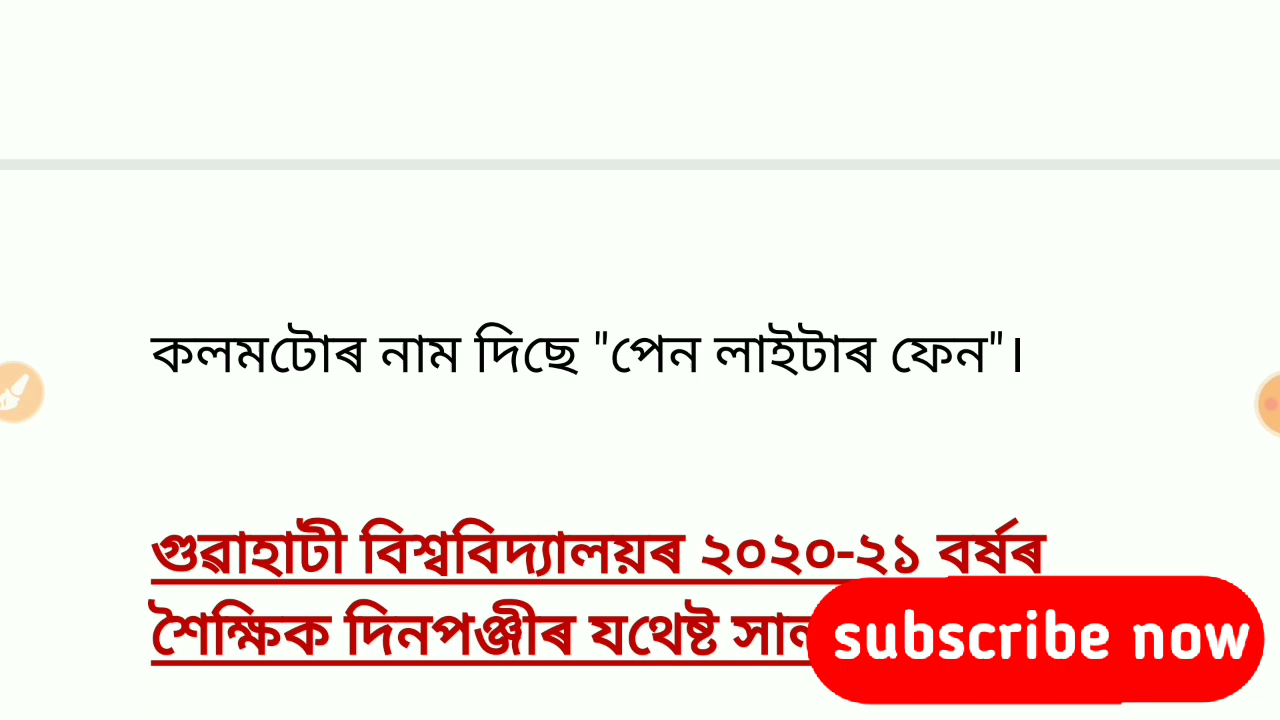 কলমটোৰ নাম দিছে "পেন লাইটাৰ ফেন"।
গুৱাহাটী বিশ্ববিদ্যালয়ৰ ২০২০-২১ বৰ্ষৰ
শৈক্ষিক দিনপঞ্জীৰ যথেষ্ট
subscribe now